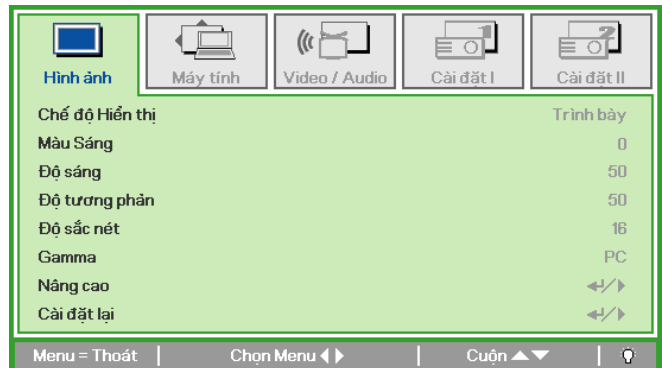 Hình ảnh Máy tính Video / Audio Cài đặt I Cài đặt II
Chế độ Hiển thị Trình bày
Màu Sáng 0
Độ sáng 50
Độ tương phản 50
Độ sắc nét 16
Gamma PC
Nâng cao
Cài đặt lại
Menu = Thoát Chọn Menu Cuộn